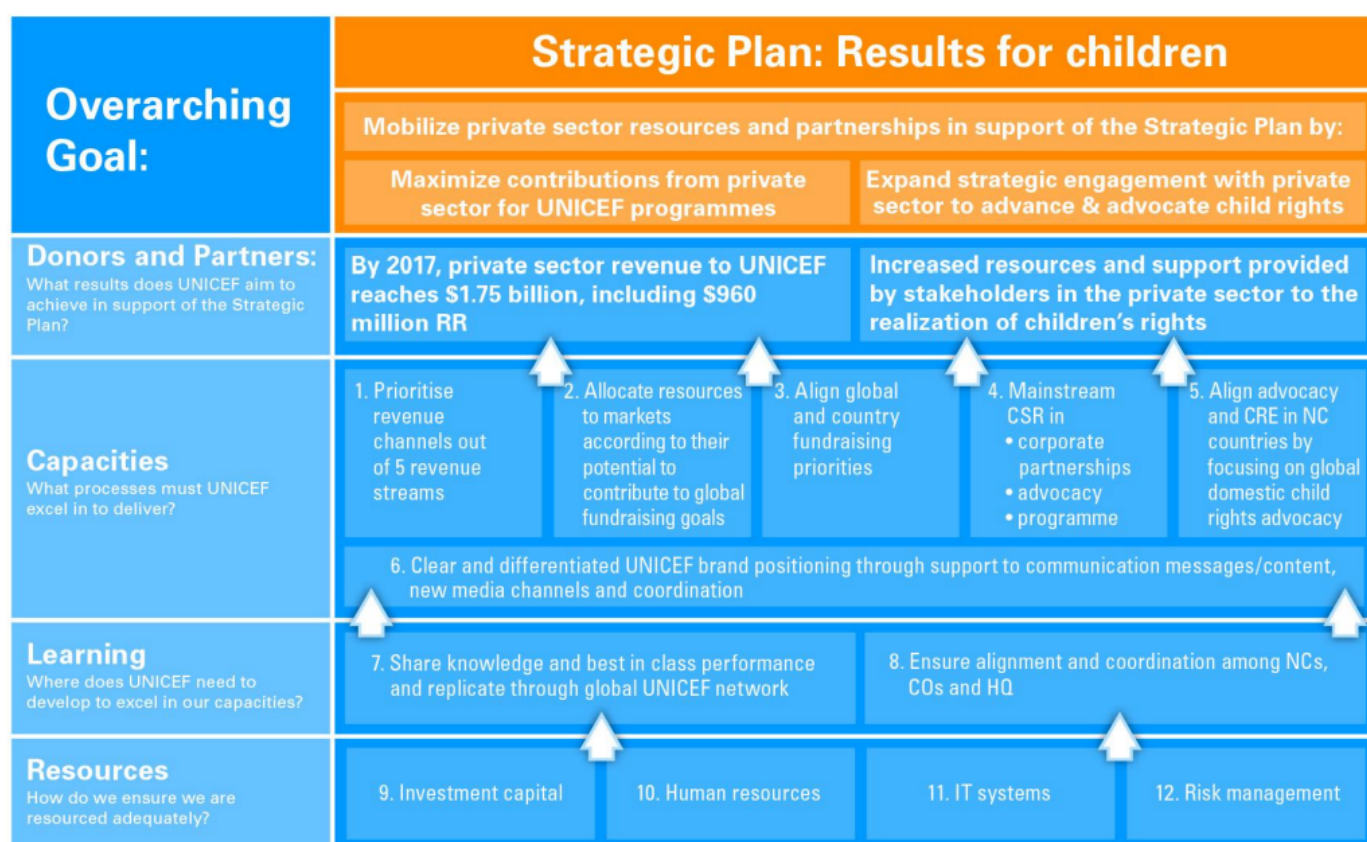 Overarching
Goal:
Strategic Plan: Results for children
Mobilize private sector resources and partnerships in support of the Strategic Plan by:
Maximize contributions from private
sector for UNICEF programmes
Expand strategic engagement with private
sector to advance & advocate child rights
Donors and Partners:
What results does UNICEF aim to
achieve in support of the Strategic
Plan?
By 2017, private sector revenue to UNICEF
reaches $1.75 billion, including $960
million RR
Increased resources and support provided
by stakeholders in the private sector to the
realization of children’s rights
Capacities
What processes must UNICEF
excel in to deliver?
1. Prioritise
revenue
channels out
of 5 revenue
streams
2. Allocate resources
to markets
according to their
potential to
contribute to global
fundraising goals
3. Align global
and country
fundraising
priorities
4. Mainstream
CSR in
• corporate
partnerships
• advocacy
• programme
5. Align advocacy
and CRE in NC
countries by
focusing on global
domestic child
rights advocacy
6. Clear and differentiated UNICEF brand positioning through support to communication messages/content,
new media channels and coordination
Learning
Where does UNICEF need to
develop to excel in our capacities?
7. Share knowledge and best in class performance
and replicate through global UNICEF network
8. Ensure alignment and coordination among NCs,
COs and HQ
Resources
How do we ensure we are
resourced adequately?
9. Investment capital
10. Human resources
11. IT systems
12. Risk management